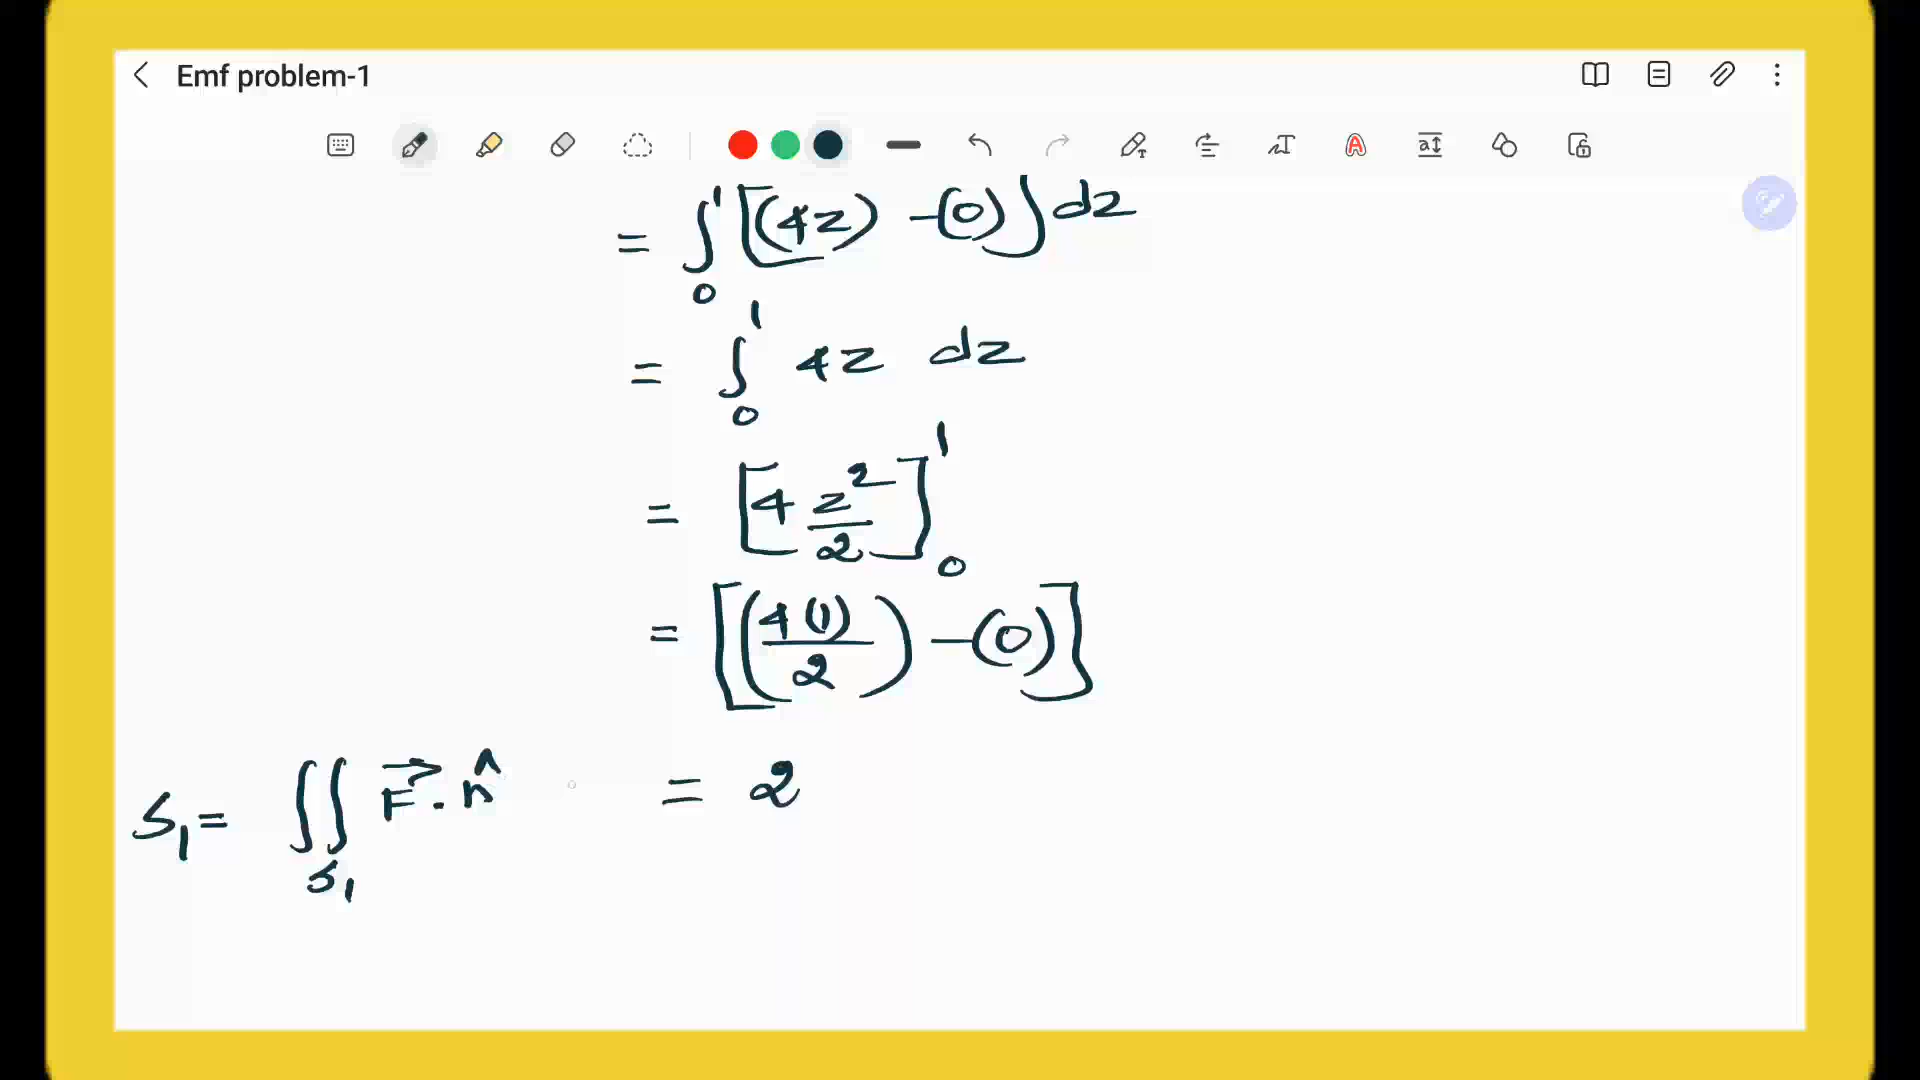 Emf problem-1
= ∫₀¹ [(4z) -(0)] dz
= ∫₀¹ 4z dz
= [4 z²/2]₀¹
= [(4(1)/2) -(0)]
S₁ = ∬_S₁ F⃗ . n̂ = 2